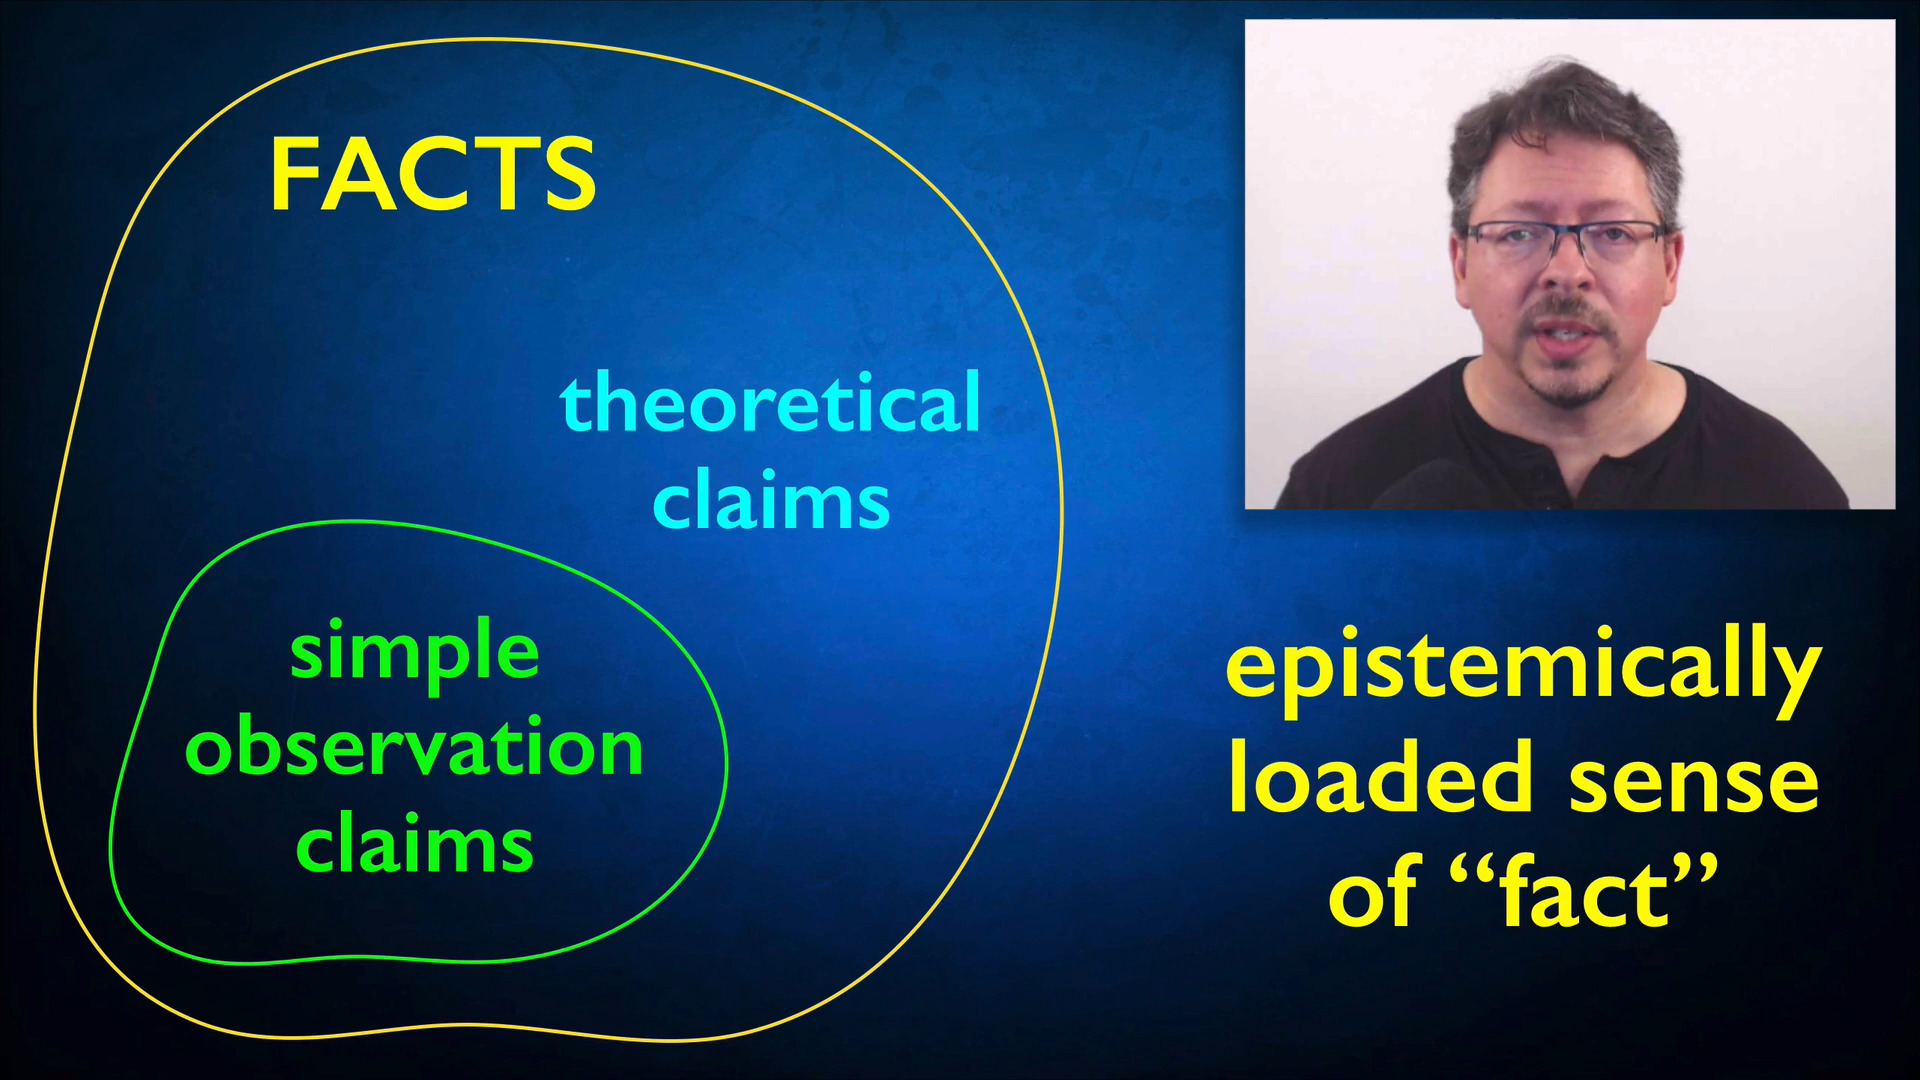 FACTS
theoretical
claims
simple
observation
claims
epistemically
loaded sense
of “fact”